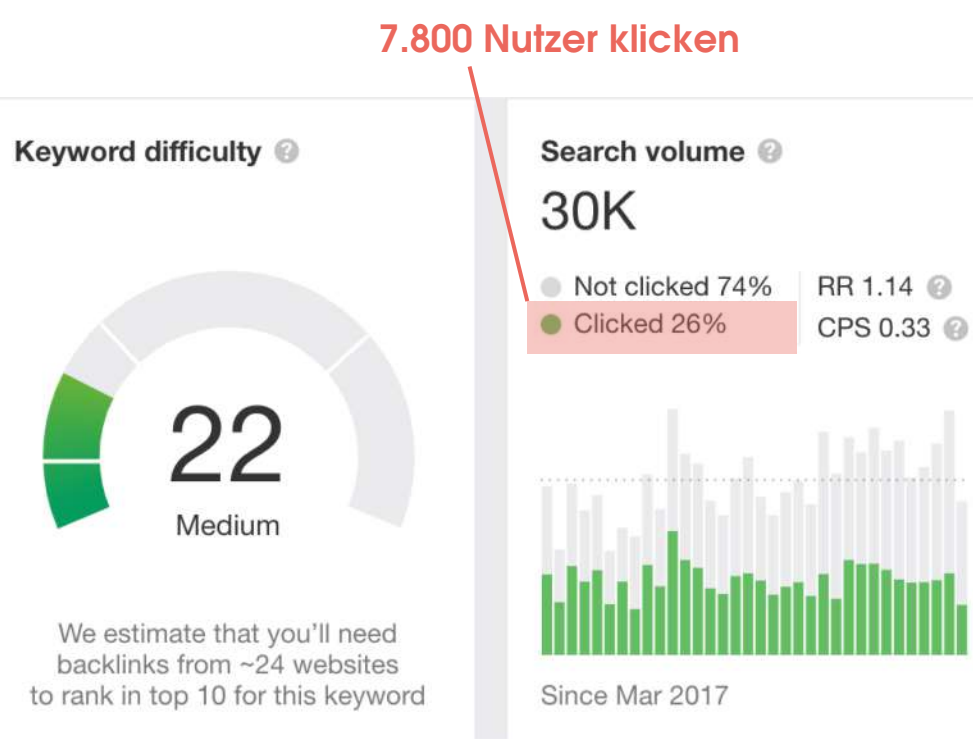 7.800 Nutzer klicken
Keyword difficulty ?
22
Medium
We estimate that you'll need
backlinks from ~24 websites
to rank in top 10 for this keyword
Search volume ?
30K
Not clicked 74%
Clicked 26%
RR 1.14 ?
CPS 0.33 ?
Since Mar 2017